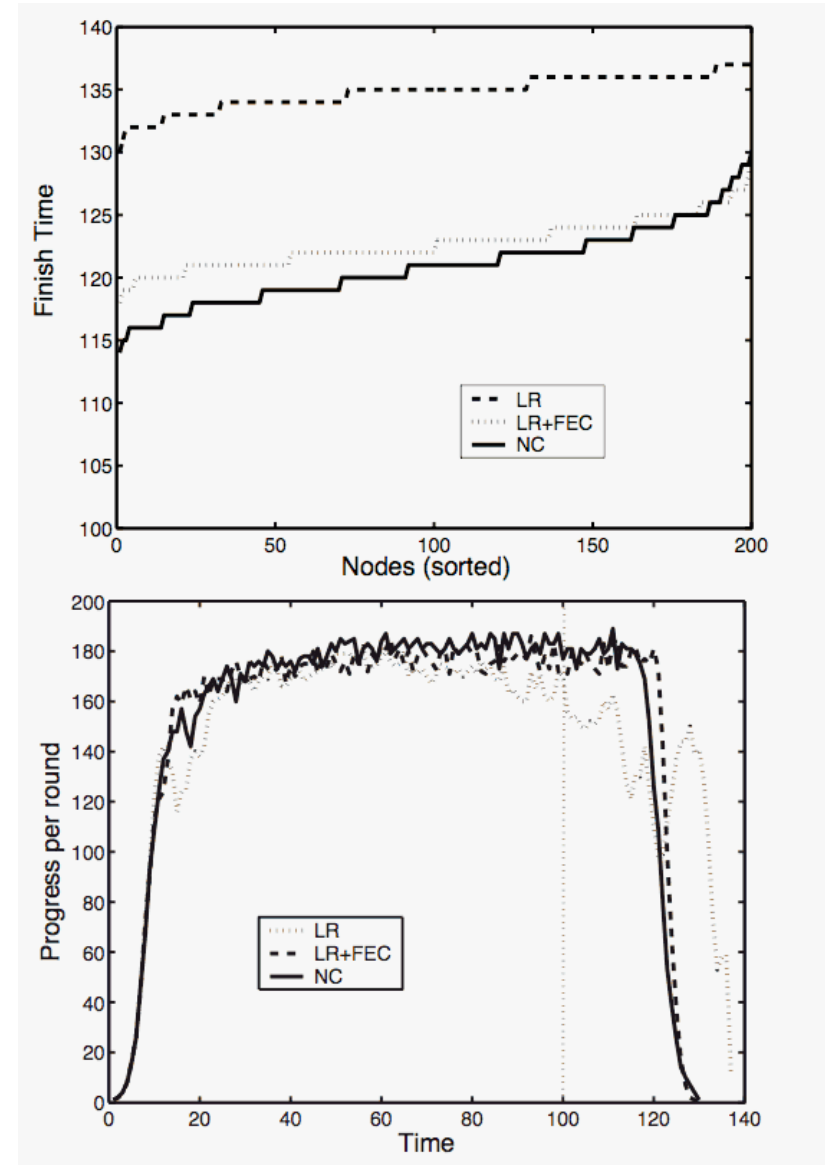 140
135
130
125
120
115
110
105
100
Finish Time
LR
LR+FEC
NC
0 50 100 150 200
Nodes (sorted)
200
180
160
140
120
100
80
60
40
20
0
Progress per round
LR
LR+FEC
NC
0 20 40 60 80 100 120 140
Time